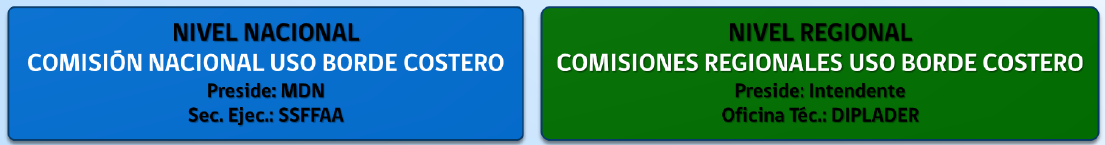 NIVEL NACIONAL
COMISIÓN NACIONAL USO BORDE COSTERO
Preside: MDN
Sec. Ejec.: SSFFAA
NIVEL REGIONAL
COMISIONES REGIONALES USO BORDE COSTERO
Preside: Intendente
Oficina Téc.: DIPLADER